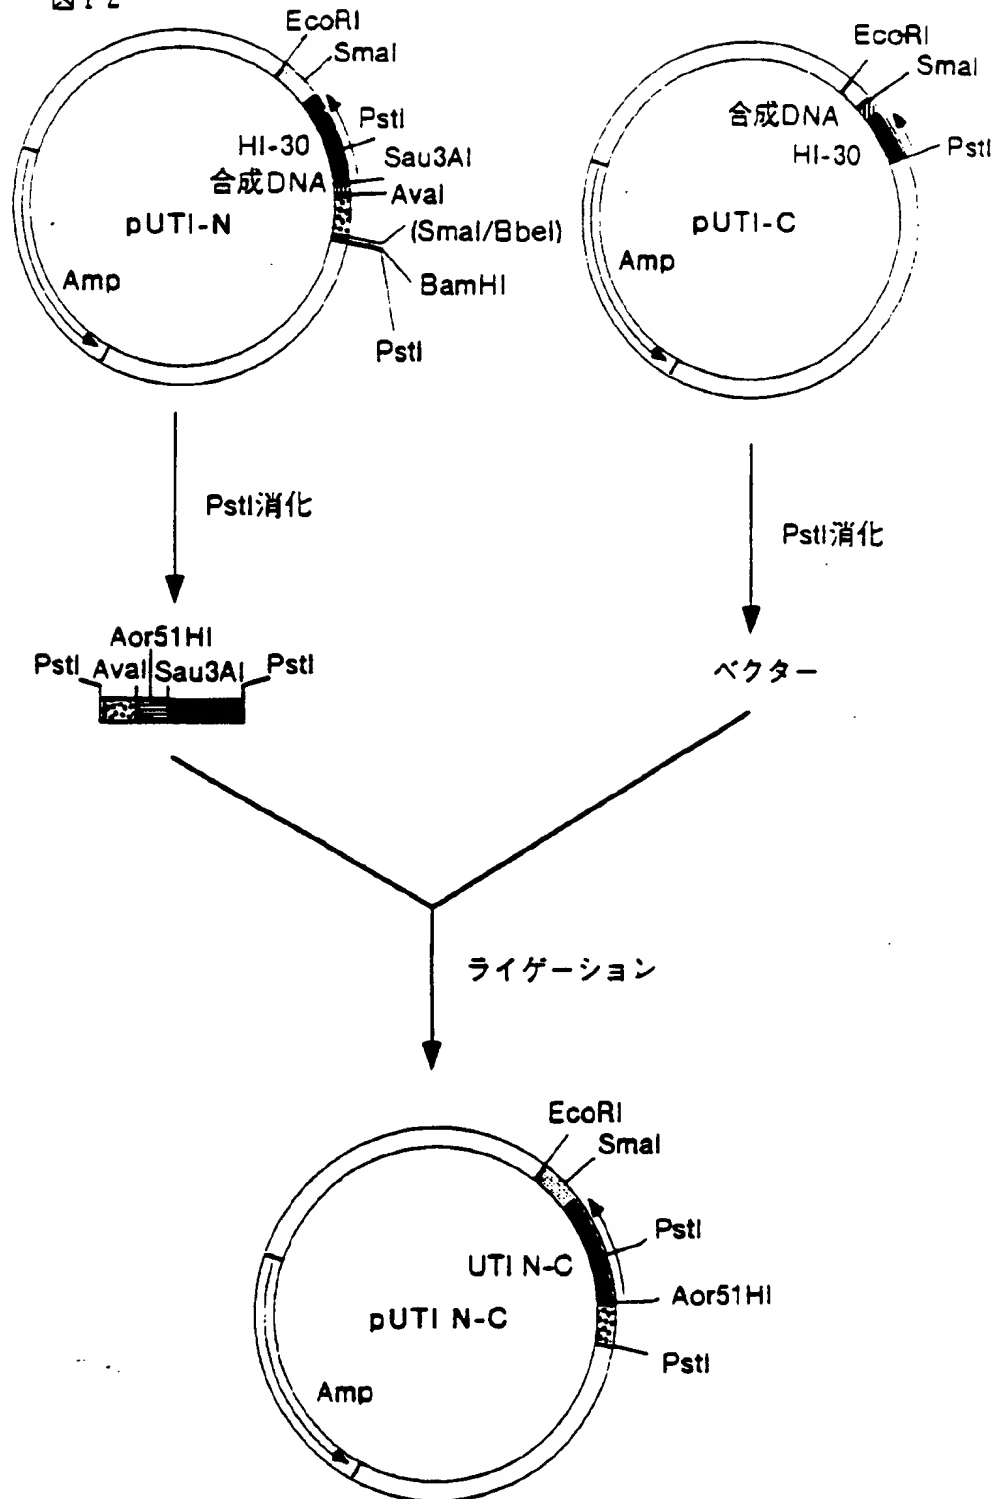 EcoRI
SmaI
PstI
HI-30
Sau3AI
合成DNA
AvaI
pUTI-N
(SmaI/BbeI)
Amp
BamHI
PstI
EcoRI
SmaI
合成DNA
HI-30
PstI
pUTI-C
Amp
PstI消化
PstI消化
Aor51HI
PstI
AvaI
Sau3AI
PstI
ベクター
ライゲーション
EcoRI
SmaI
PstI
UTI N-C
Aor51HI
pUTI N-C
PstI
Amp